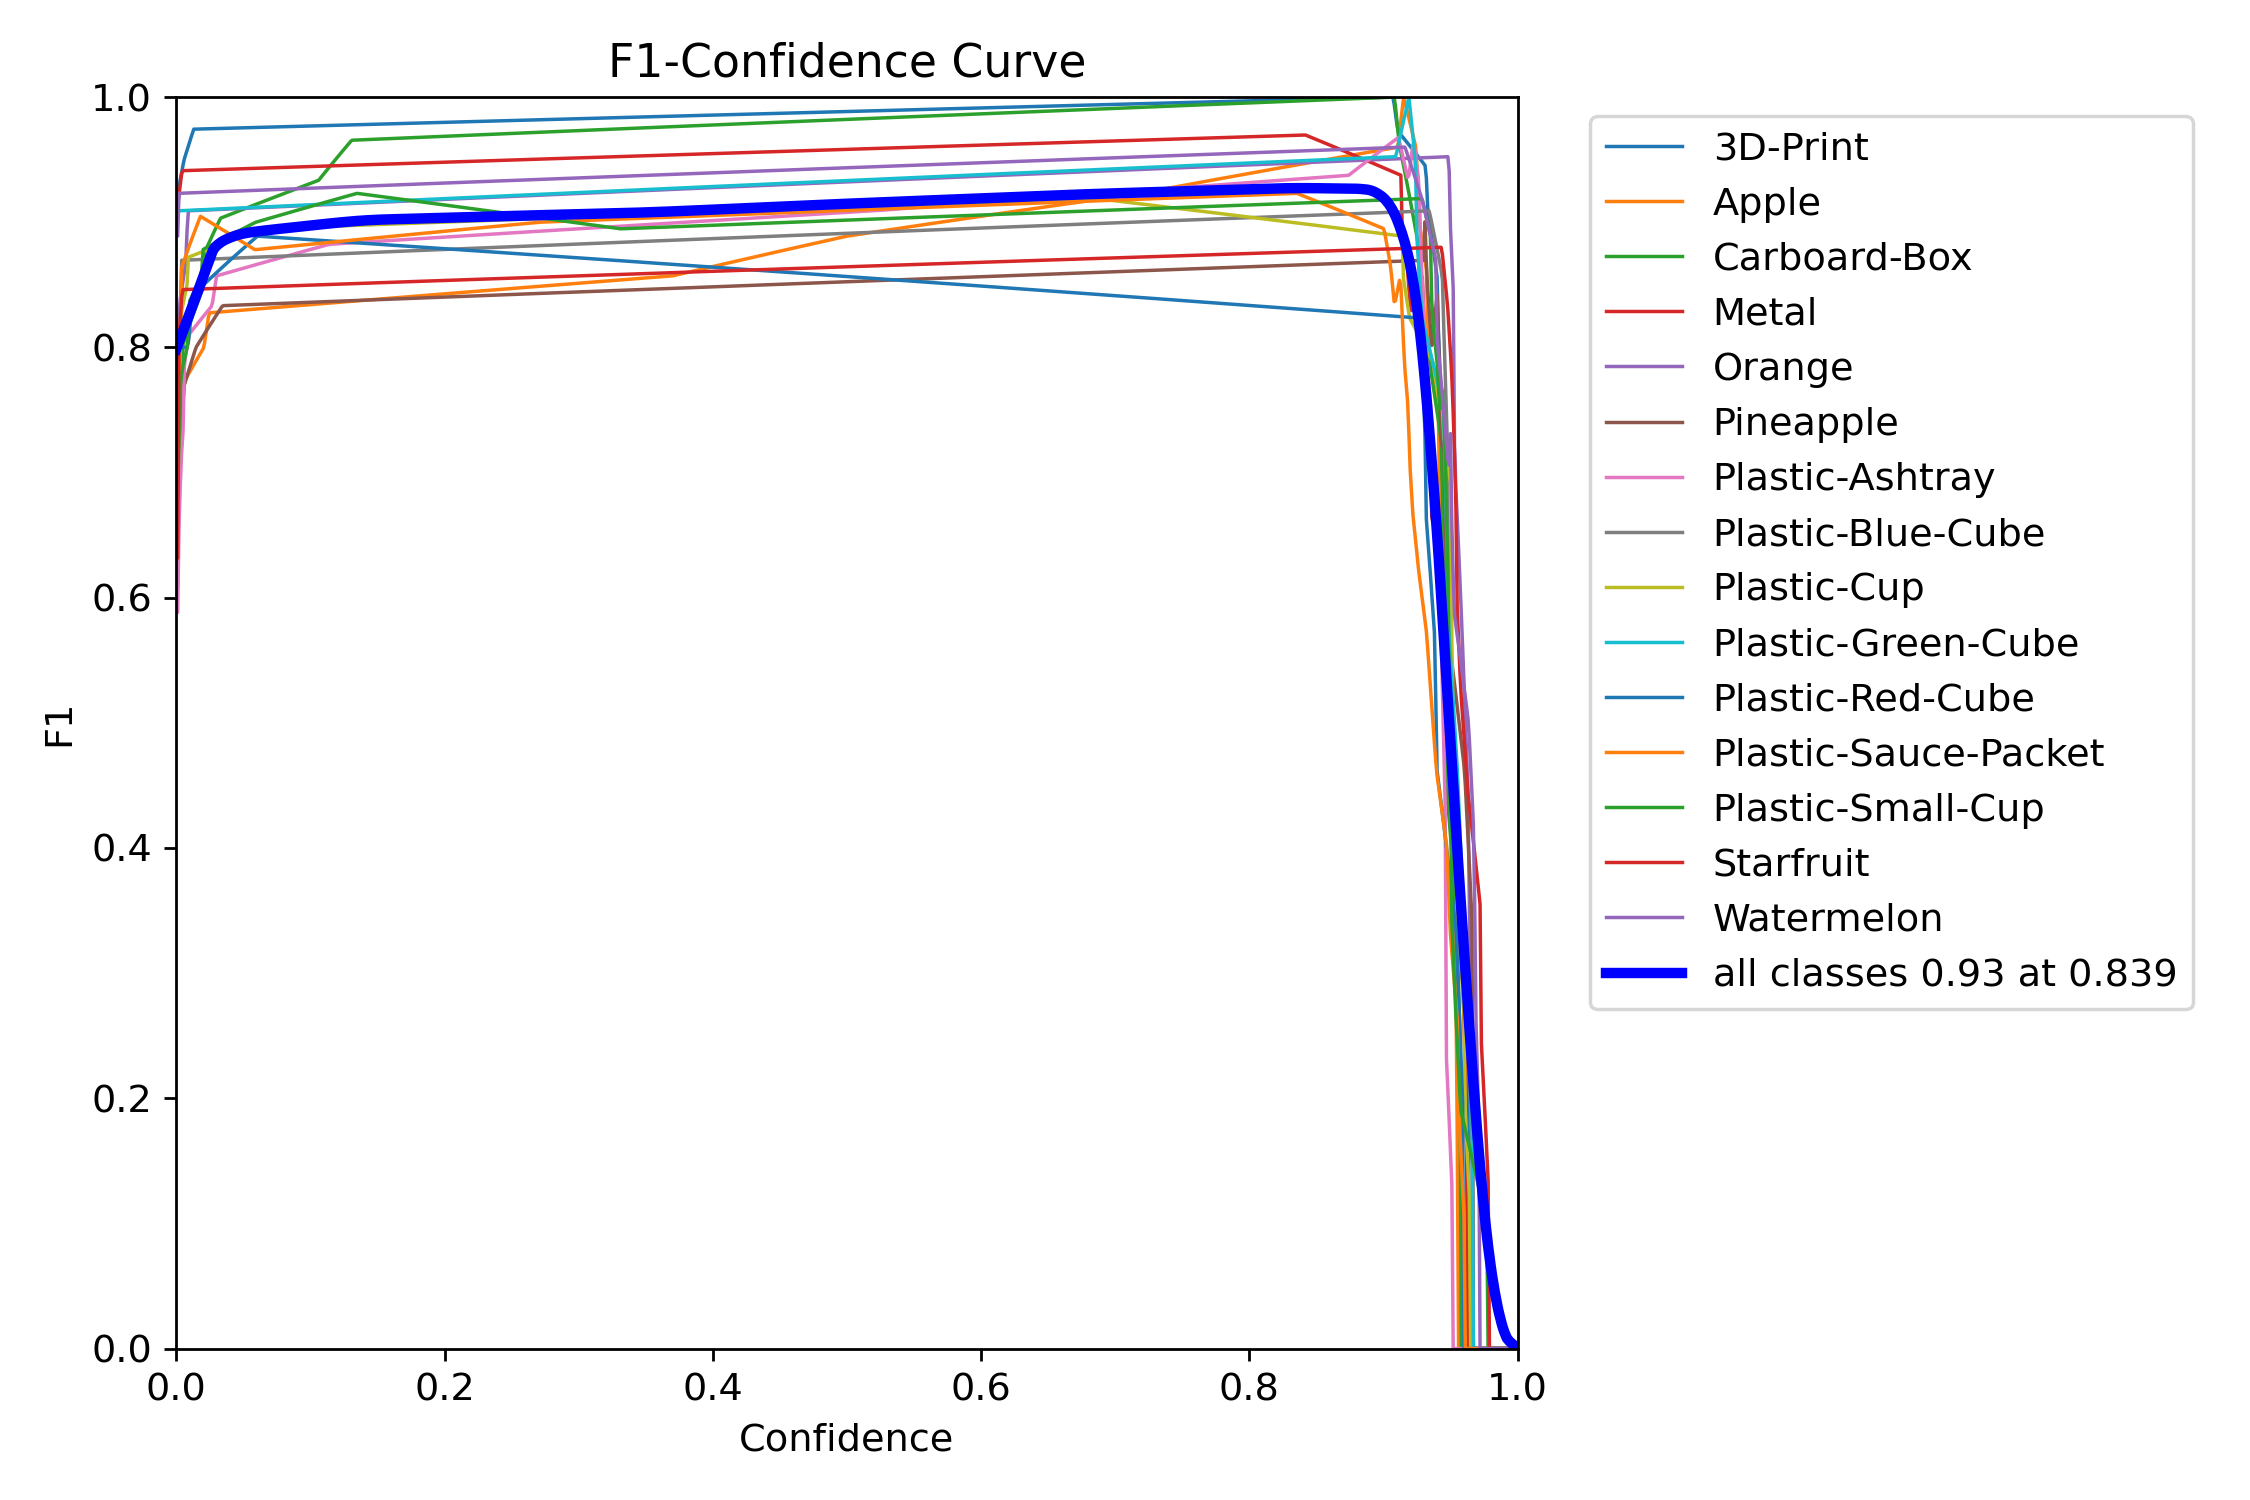 F1-Confidence Curve
1.0
0.8
0.6
0.4
0.2
0.0
F1
0.0 0.2 0.4 0.6 0.8 1.0
Confidence
3D-Print
Apple
Carboard-Box
Metal
Orange
Pineapple
Plastic-Ashtray
Plastic-Blue-Cube
Plastic-Cup
Plastic-Green-Cube
Plastic-Red-Cube
Plastic-Sauce-Packet
Plastic-Small-Cup
Starfruit
Watermelon
all classes 0.93 at 0.839